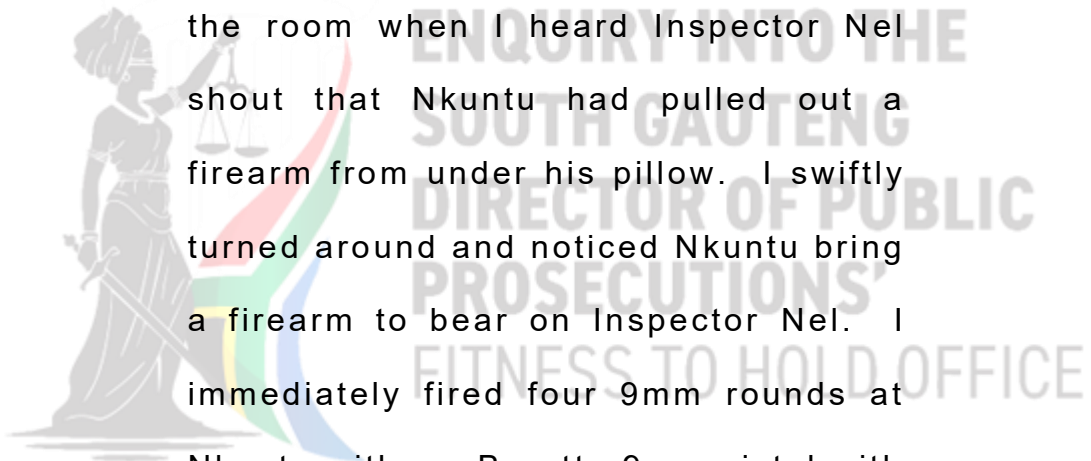 the room when I heard Inspector Nel
shout that Nkuntu had pulled out a
firearm from under his pillow. I swiftly
turned around and noticed Nkuntu bring
a firearm to bear on Inspector Nel. I
immediately fired four 9mm rounds at
ENQUIRY INTO THE
SOUTH GAUTENG
DIRECTOR OF PUBLIC
PROSECUTIONS'
FITNESS TO HOLD OFFICE